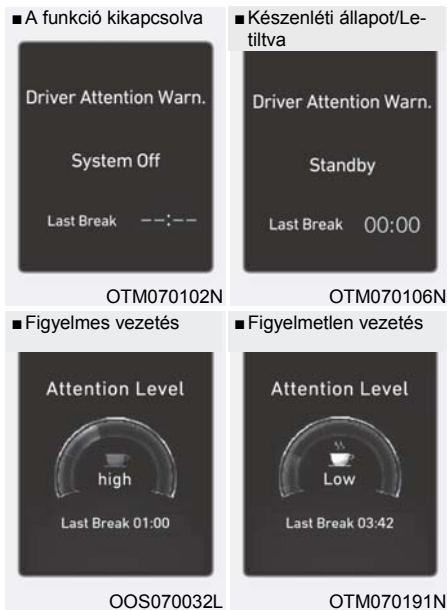 ■ A funkció kikapcsolva
Driver Attention Warn.
System Off
Last Break --:--
OTM070102N
■ Készenléti állapot/Le-
tiltva
Driver Attention Warn.
Standby
Last Break 00:00
OTM070106N
■ Figyelmes vezetés
Attention Level
high
Last Break 01:00
OOS070032L
■ Figyelmetlen vezetés
Attention Level
Low
Last Break 03:42
OTM070191N